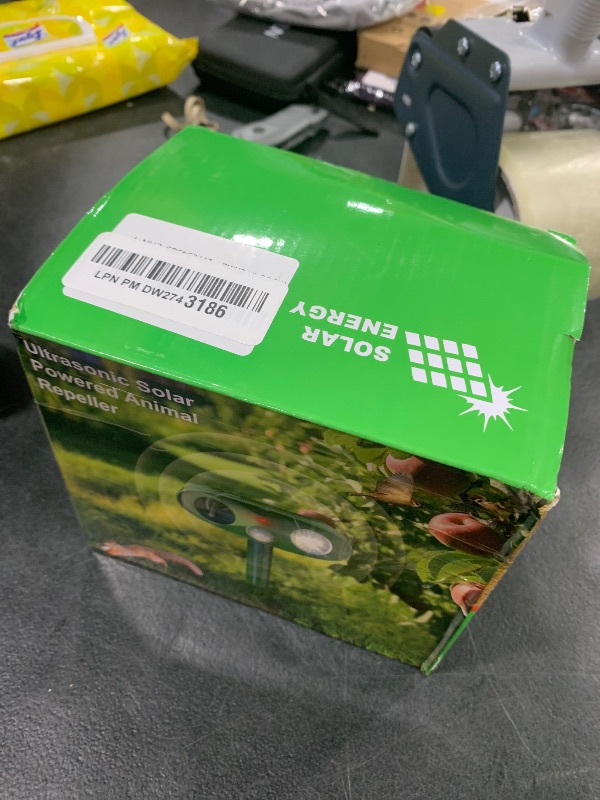 LPN PM DW2743186
SOLAR
ENERGY
Ultrasonic Solar
Powered Animal
Repeller